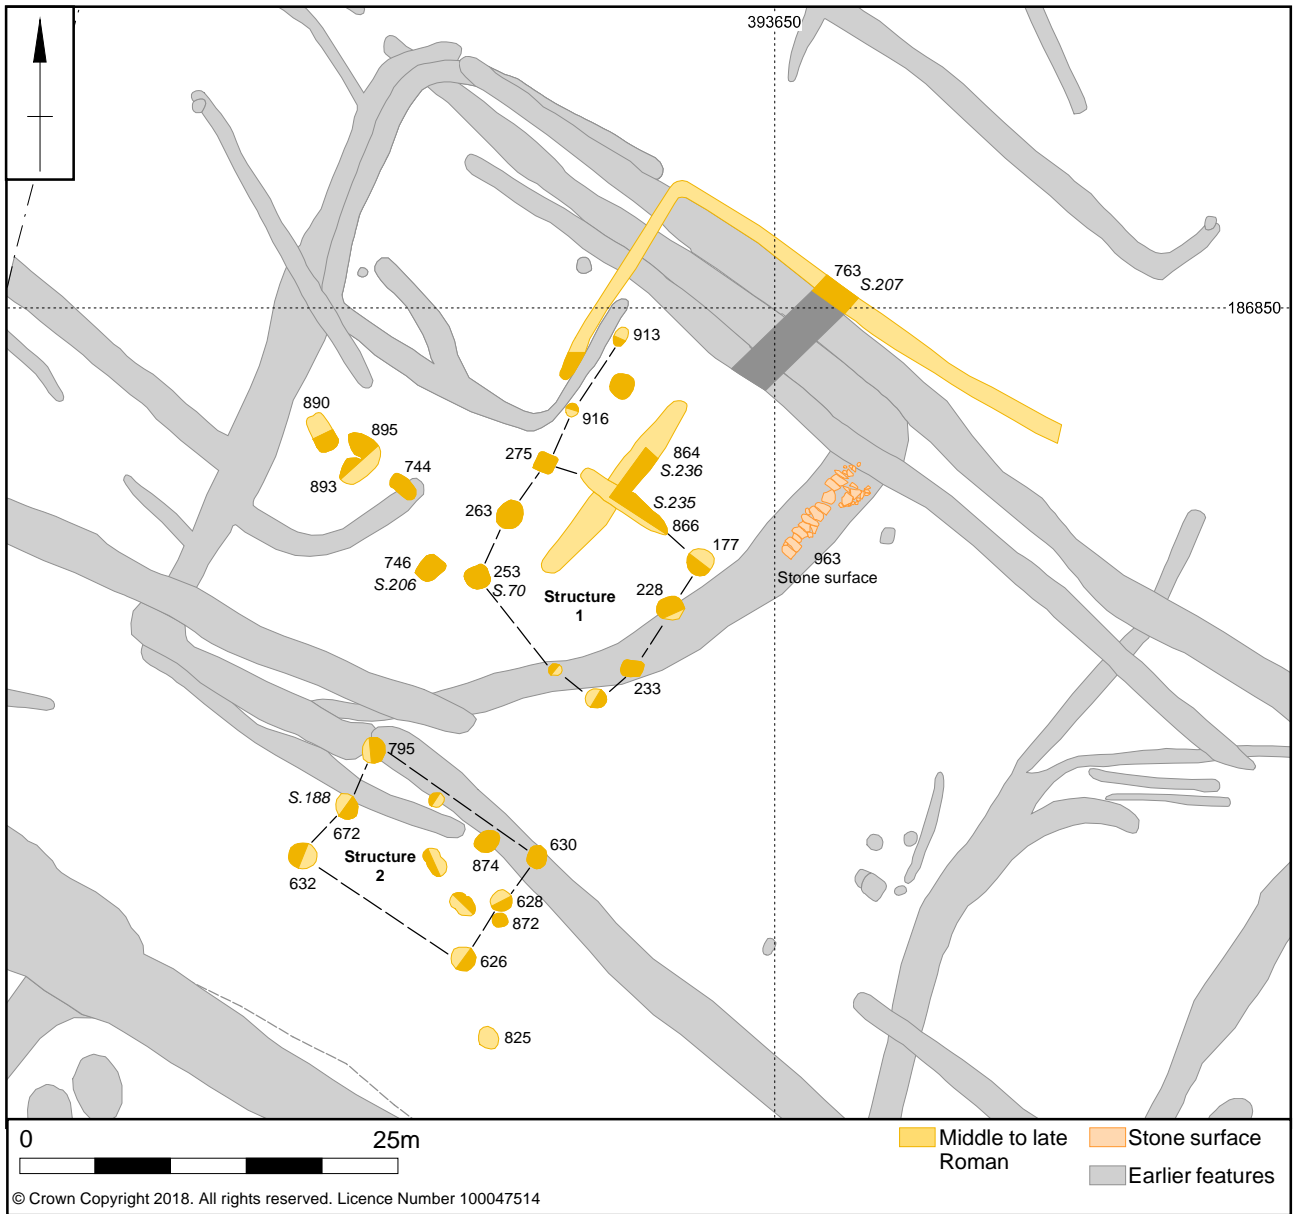 393650
763
S.207
186850
913
916
890
895
275
864
S.236
893
744
S.235
263
866
177
746
S.206
253
S.70
963
Stone surface
228
Structure
1
233
795
S.188
672
630
Structure
2
874
632
628
872
626
825
0 25m
Middle to late
Roman
Stone surface
Earlier features
© Crown Copyright 2018. All rights reserved. Licence Number 100047514